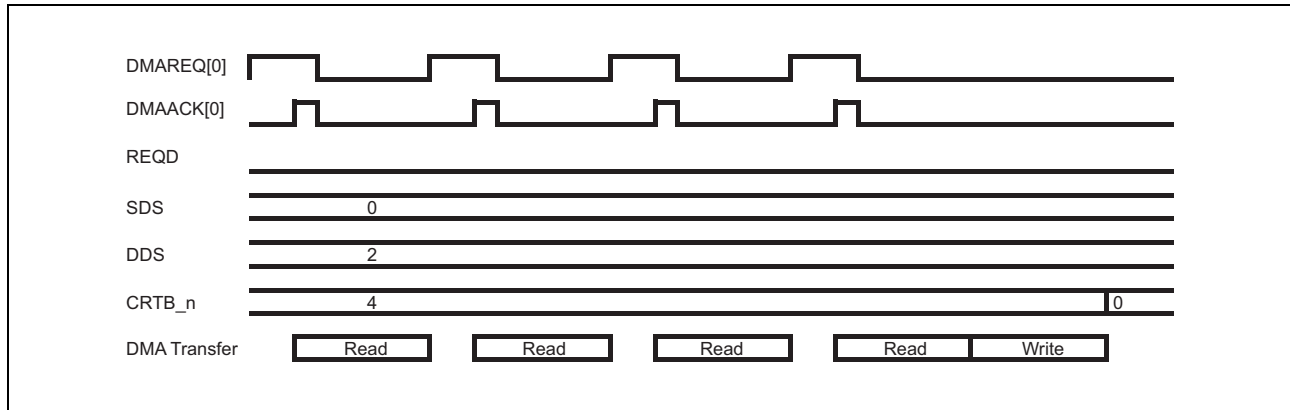 DMAREQ[0]
DMAACK[0]
REQD
SDS 0
DDS 2
CRTB_n 4 0
DMA Transfer Read Read Read Read Write